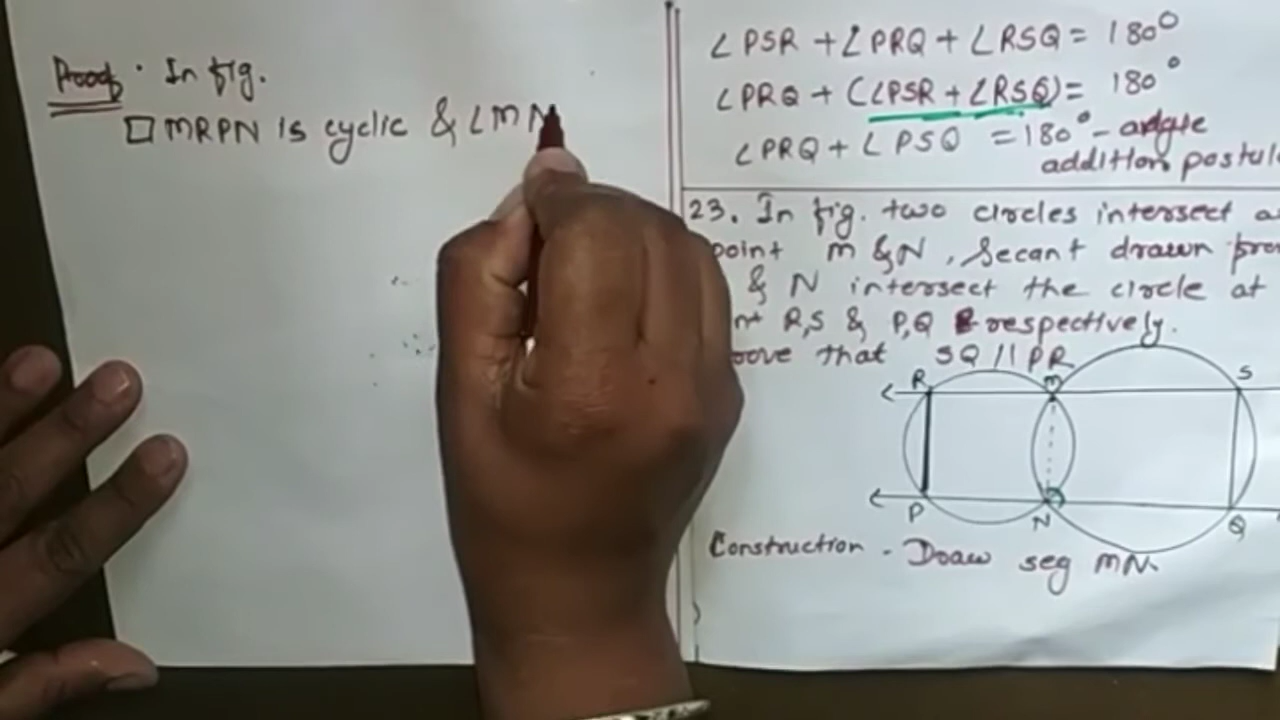 Proof · In fig.
□ MRPN is cyclic & ∠MN
∠PSR + ∠PRQ + ∠RSQ = 180°
∠PRQ + (∠PSR + ∠RSQ) = 180°
∠PRQ + ∠PSQ = 180° - angle
addition postul
23. In fig. two circles intersect a
point M & N, Secant drawn
& N intersect the circle at
R,S & P,Q respectively.
that SQ//PR
R M S
P N Q
Construction - Draw seg MN.